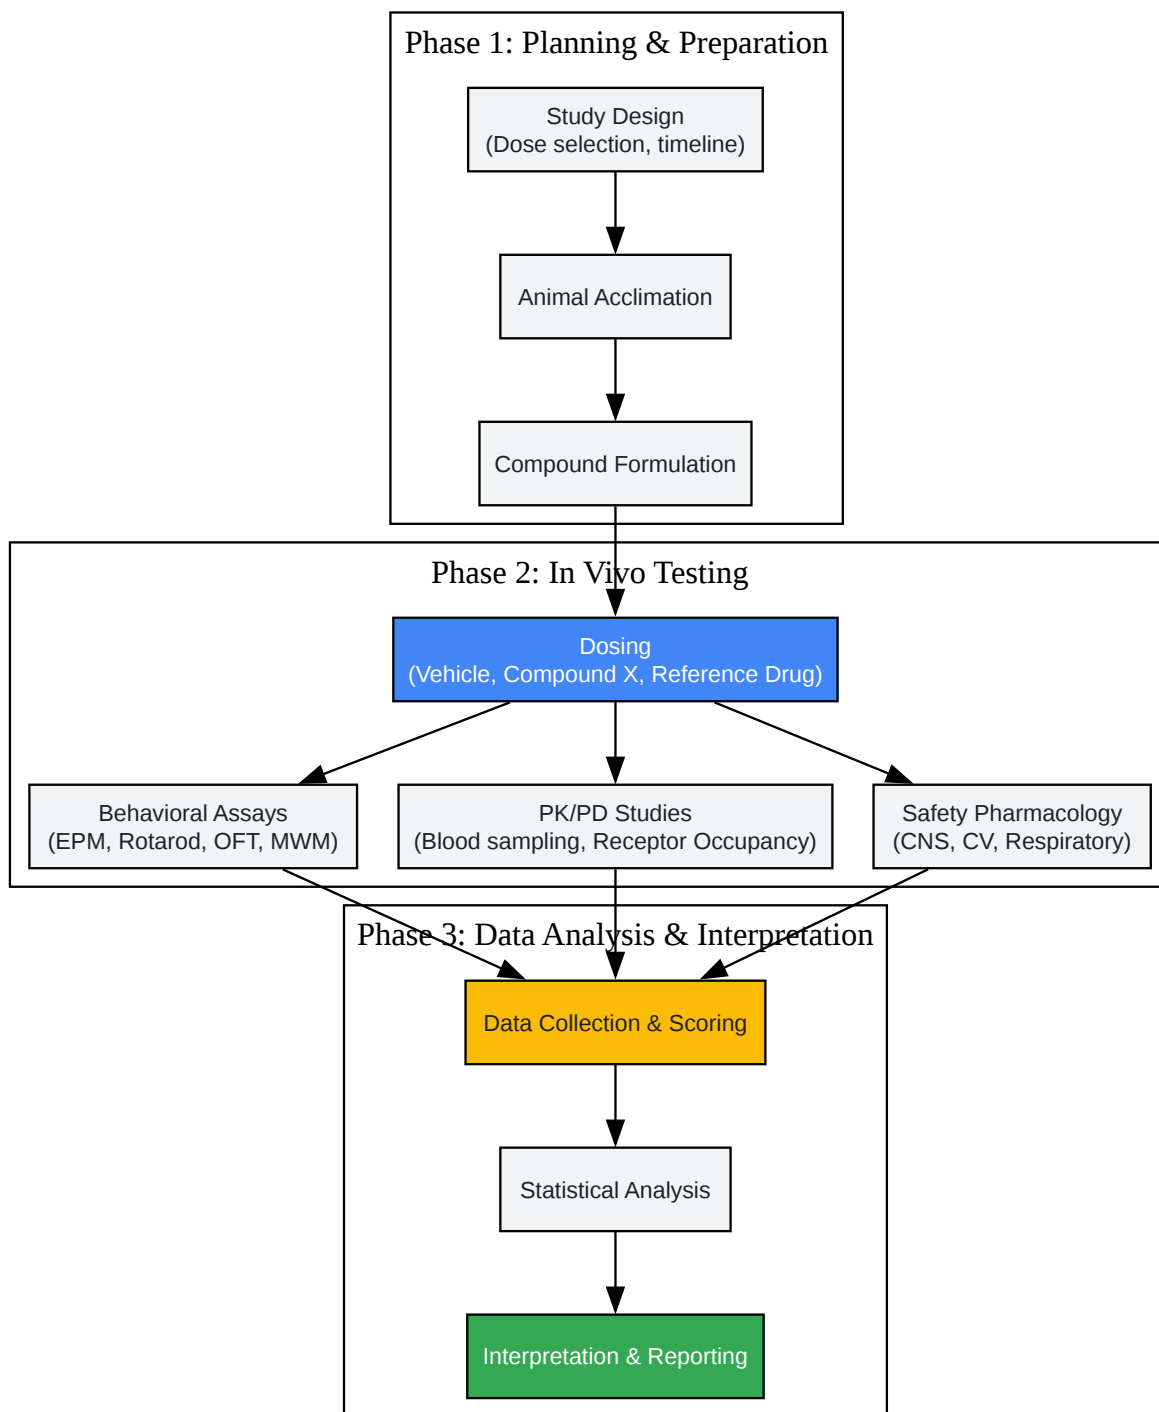 Phase 1: Planning & Preparation
Study Design
(Dose selection, timeline)
Animal Acclimation
Compound Formulation
Phase 2: In Vivo Testing
Dosing
(Vehicle, Compound X, Reference Drug)
Behavioral Assays
(EPM, Rotarod, OFT, MWM)
PK/PD Studies
(Blood sampling, Receptor Occupancy)
Safety Pharmacology
(CNS, CV, Respiratory)
Phase 3: Data Analysis & Interpretation
Data Collection & Scoring
Statistical Analysis
Interpretation & Reporting